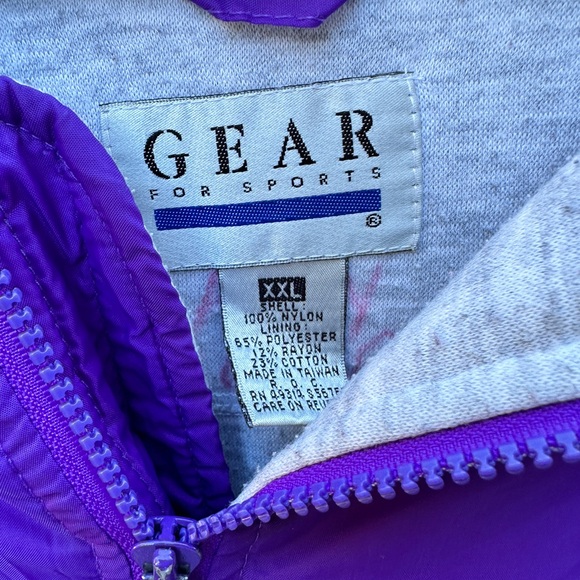 GEAR
FOR SPORTS
®
XXL
SHELL:
100% NYLON
LINING:
65% POLYESTER
12% RAYON
23% COTTON
MADE IN TAIWAN
R. O. C.
RN
CARE ON